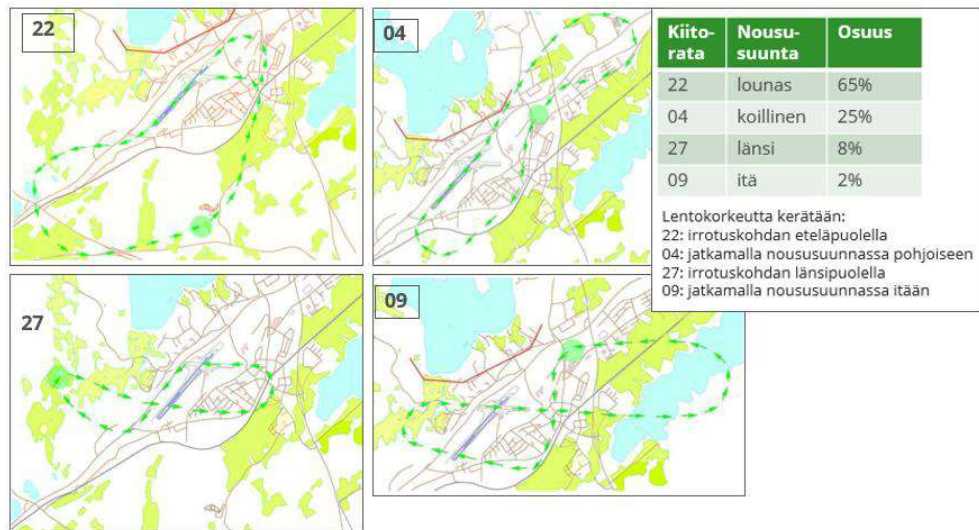 22
04
27
09
Kiito- Nousu- Osuus
rata suunta
22 lounas 65%
04 koillinen 25%
27 länsi 8%
09 itä 2%
Lentokorkeutta kerätään:
22: irrotuskohdan eteläpuolella
04: jatkamalla noususuunnassa pohjoiseen
27: irrotuskohdan länsipuolella
09: jatkamalla noususuunnassa itään